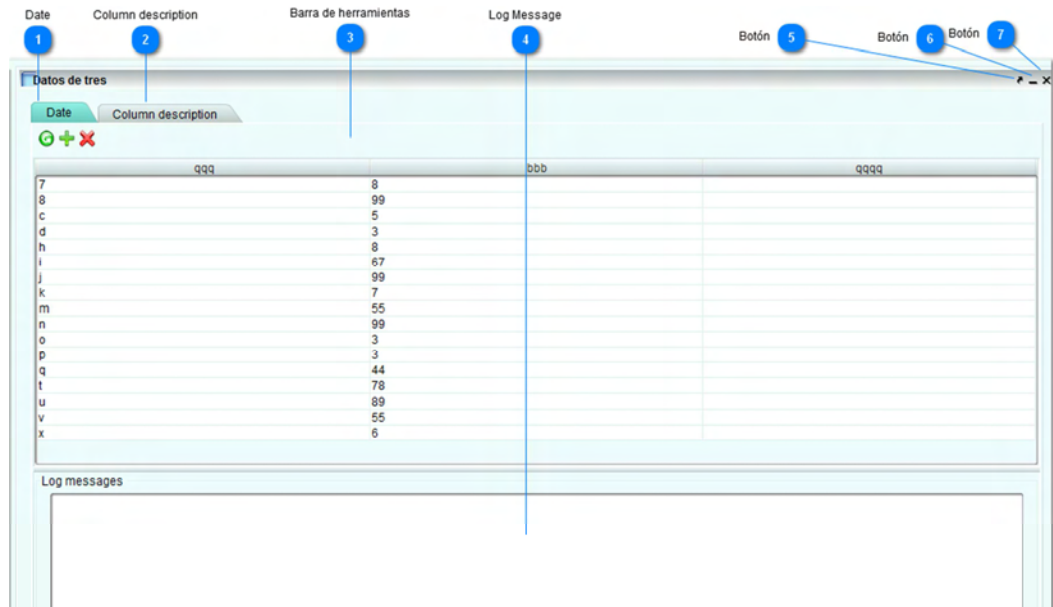 Date Column description Barra de herramientas Log Message
1 2 3 4 Botón 5 Botón 6 Botón 7
Datos de tres
Date Column description
qqq bbb qqqq
7 8
8 99
c 5
d 3
h 8
i 67
j 99
k 7
m 55
n 99
o 3
p 3
q 44
t 78
u 89
v 55
x 6
Log messages